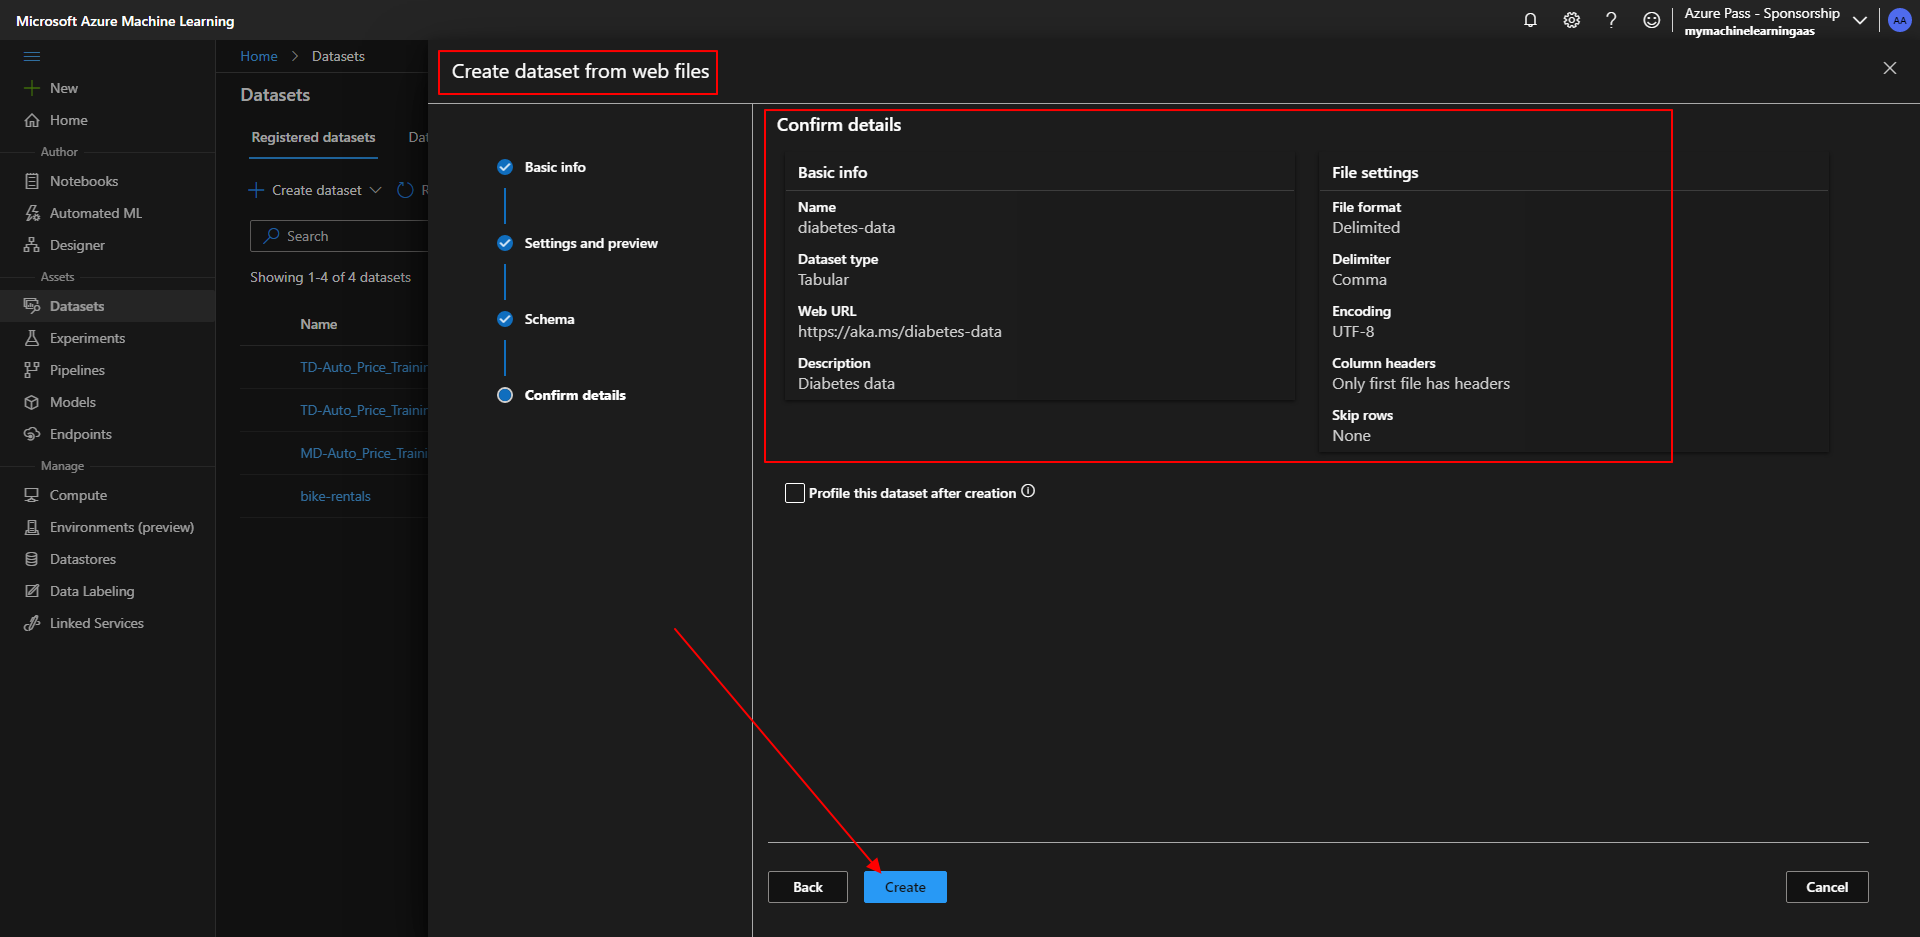 Microsoft Azure Machine Learning
Azure Pass - Sponsorship
mymachinelearningaas
AA
New
Home
Author
Notebooks
Automated ML
Designer
Assets
Datasets
Experiments
Pipelines
Models
Endpoints
Manage
Compute
Environments (preview)
Datastores
Data Labeling
Linked Services
Home > Datasets
Datasets
Registered datasets Dat
Create dataset R
Search
Showing 1-4 of 4 datasets
Name
TD-Auto_Price_Trainin
TD-Auto_Price_Trainin
MD-Auto_Price_Traini
bike-rentals
Create dataset from web files
Basic info
Settings and preview
Schema
Confirm details
Confirm details
Basic info
Name
diabetes-data
Dataset type
Tabular
Web URL
https://aka.ms/diabetes-data
Description
Diabetes data
File settings
File format
Delimited
Delimiter
Comma
Encoding
UTF-8
Column headers
Only first file has headers
Skip rows
None
Profile this dataset after creation
Back
Create
Cancel